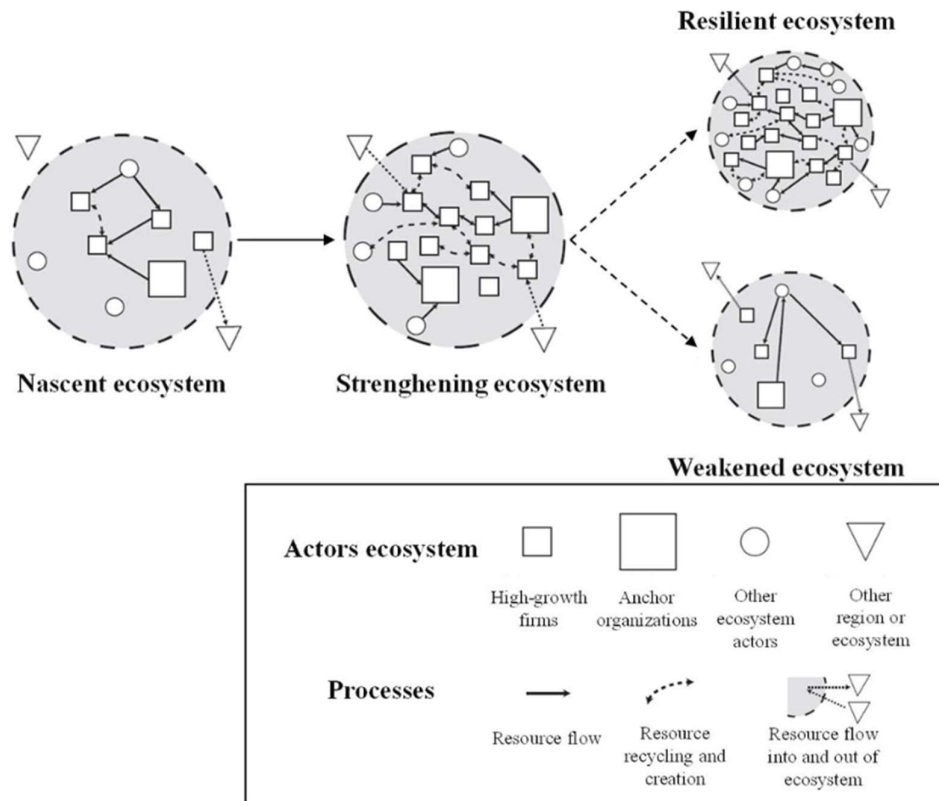 Resilient ecosystem
Nascent ecosystem
Strenghening ecosystem
Weakened ecosystem
Actors ecosystem
High-growth
firms
Anchor
organizations
Other
ecosystem
actors
Other
region or
ecosystem
Processes
Resource flow
Resource
recycling and
creation
Resource flow
into and out of
ecosystem